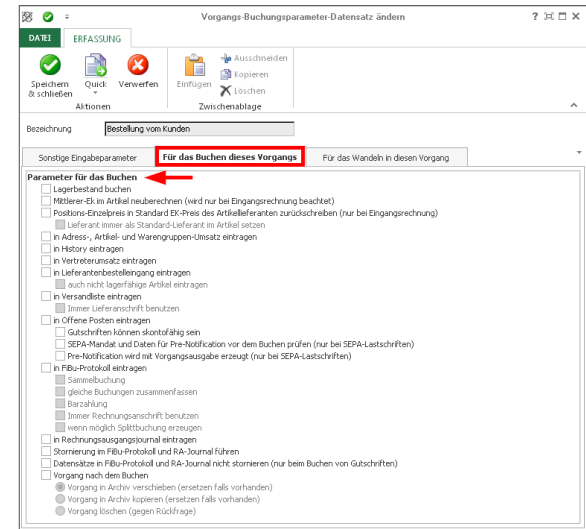 Vorgangs-Buchungsparameter-Datensatz ändern
DATEI ERFASSUNG
Speichern & schließen
Quick
Verwerfen
Aktionen
Einfügen
Ausschneiden
Kopieren
Löschen
Zwischenablage
Bezeichnung Bestellung vom Kunden
Sonstige Eingabeparameter Für das Buchen dieses Vorgangs Für das Wandeln in diesen Vorgang
Parameter für das Buchen
Lagerbestand buchen
Mittlerer-Ek im Artikel neuberechnen (wird nur bei Eingangsrechnung beachtet)
Positions-Einzelpreis in Standard EK-Preis des Artikellieferanten zurückschreiben (nur bei Eingangsrechnung)
Lieferant immer als Standard-Lieferant im Artikel setzen
in Adress-, Artikel- und Warengruppen-Umsatz eintragen
in History eintragen
in Vertreterumsatz eintragen
in Lieferantenbestelleingang eintragen
auch nicht lagerfähige Artikel eintragen
in Versandliste eintragen
Immer Lieferanschrift benutzen
in Offene Posten eintragen
Gutschriften können skontofähig sein
SEPA-Mandat und Daten für Pre-Notification vor dem Buchen prüfen (nur bei SEPA-Lastschriften)
Pre-Notification wird mit Vorgangsausgabe erzeugt (nur bei SEPA-Lastschriften)
in FiBu-Protokoll eintragen
Sammelbuchung
gleiche Buchungen zusammenfassen
Barzahlung
Immer Rechnungsanschrift benutzen
wenn möglich Splittbuchung erzeugen
in Rechnungsausgangsjournal eintragen
Stornierung im FiBu-Protokoll und RA-Journal führen
Datensätze in FiBu-Protokoll und RA-Journal nicht stornieren (nur beim Buchen von Gutschriften)
Vorgang nach dem Buchen
Vorgang in Archiv verschieben (ersetzen falls vorhanden)
Vorgang in Archiv kopieren (ersetzen falls vorhanden)
Vorgang löschen (gegen Rückfrage)